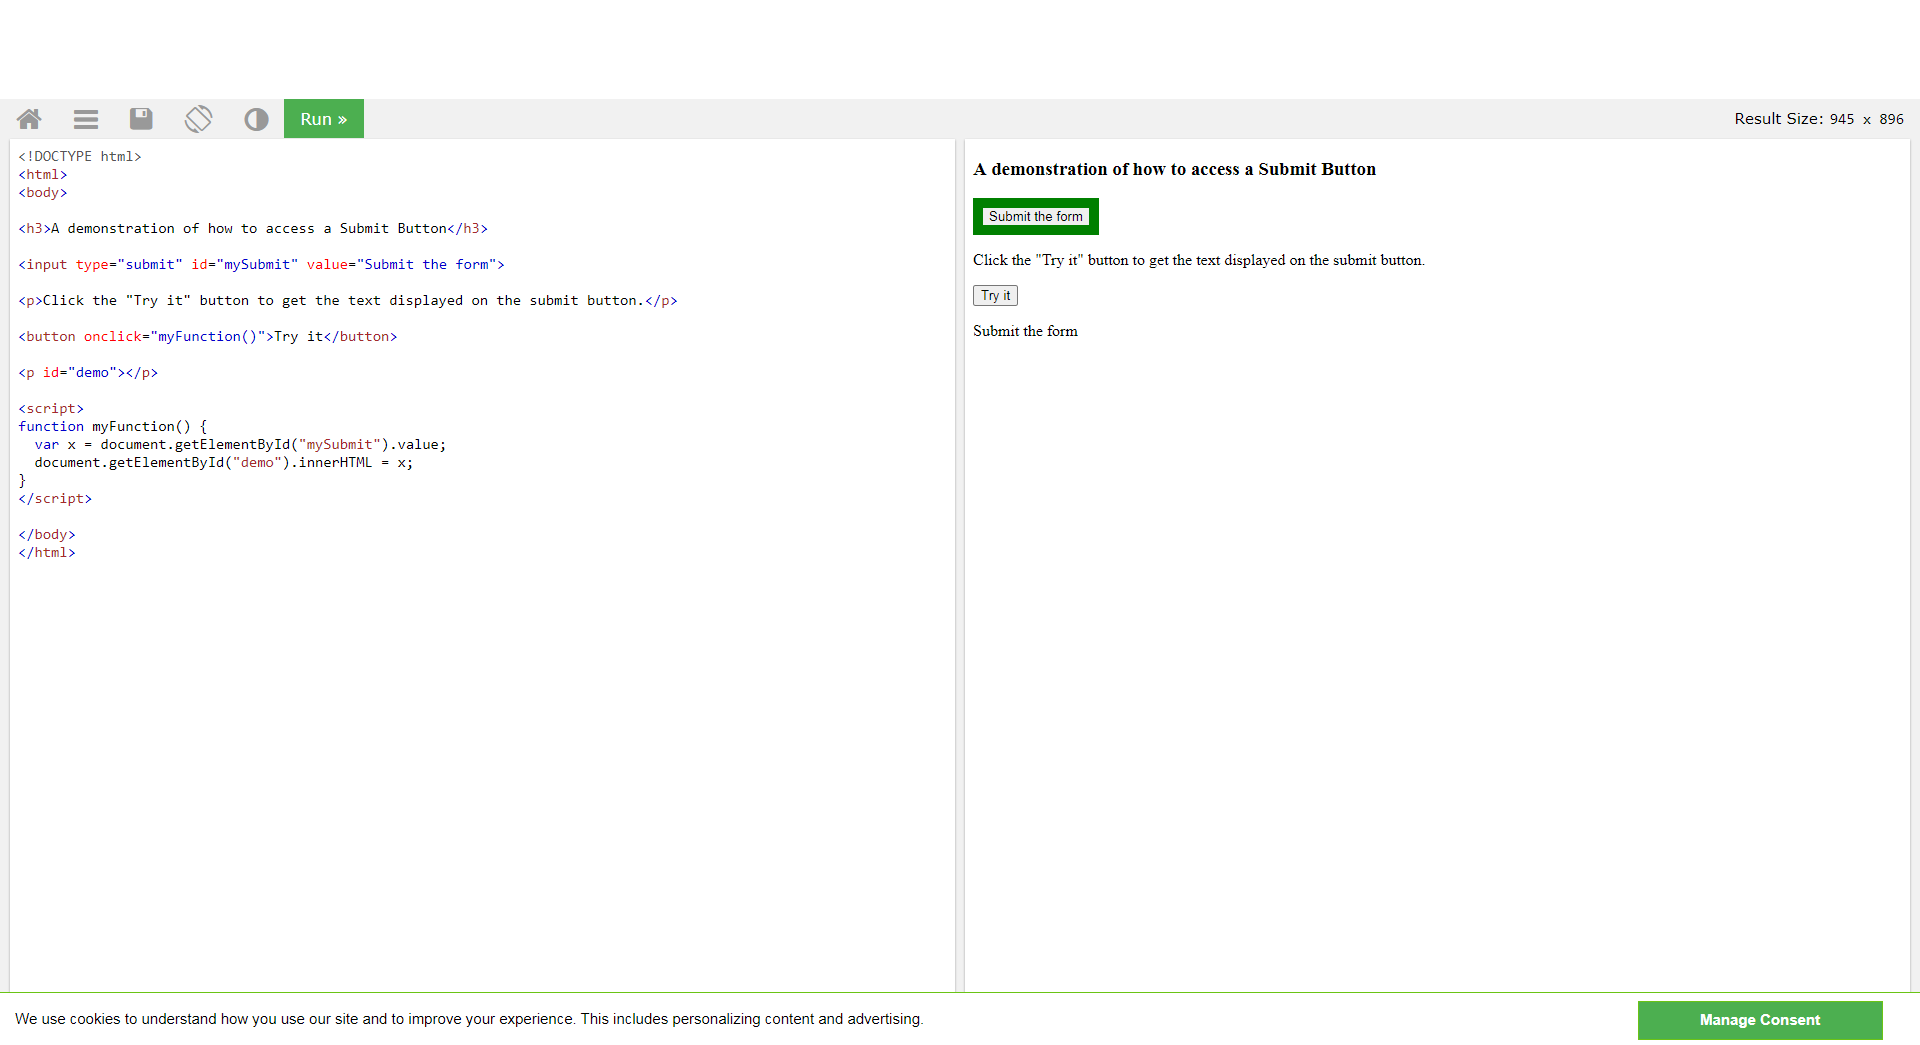 Run »
Result Size: 945 x 896
<!DOCTYPE html>
<html>
<body>
<h3>A demonstration of how to access a Submit Button</h3>
<input type="submit" id="mySubmit" value="Submit the form">
<p>Click the "Try it" button to get the text displayed on the submit button.</p>
<button onclick="myFunction()">Try it</button>
<p id="demo"></p>
<script>
function myFunction() {
  var x = document.getElementById("mySubmit").value;
  document.getElementById("demo").innerHTML = x;
}
</script>
</body>
</html>
A demonstration of how to access a Submit Button
Submit the form
Click the "Try it" button to get the text displayed on the submit button.
Try it
Submit the form
We use cookies to understand how you use our site and to improve your experience. This includes personalizing content and advertising.
Manage Consent